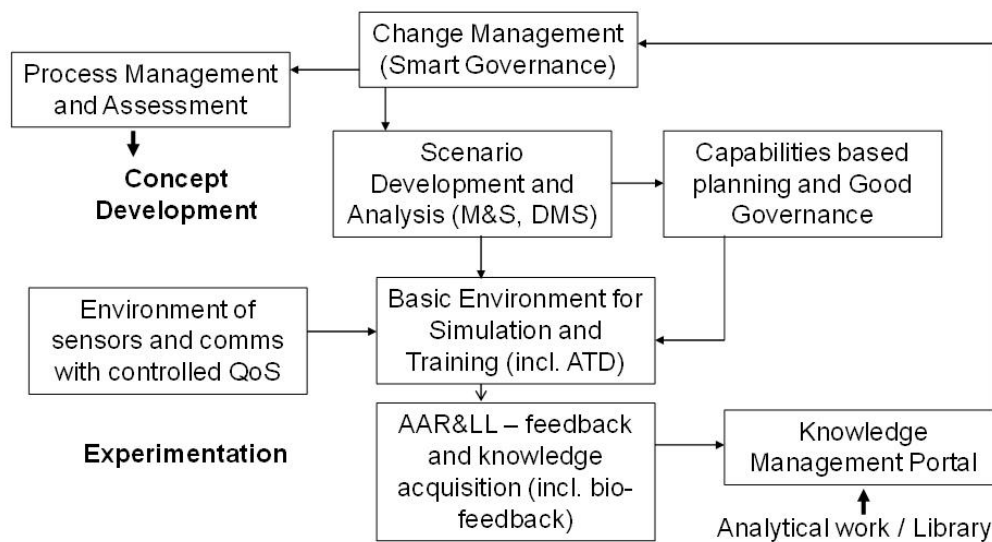 Change Management
(Smart Governance)
Process Management
and Assessment
Concept
Development
Scenario
Development and
Analysis (M&S, DMS)
Capabilities based
planning and Good
Governance
Environment of
sensors and comms
with controlled QoS
Basic Environment for
Simulation and
Training (incl. ATD)
Experimentation
AAR&LL – feedback
and knowledge
acquisition (incl. bio-
feedback)
Knowledge
Management Portal
Analytical work / Library